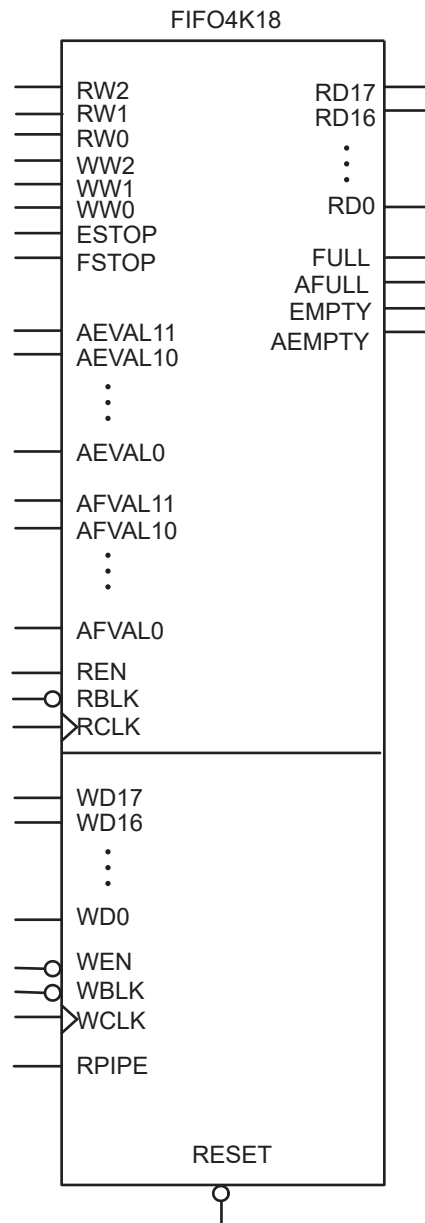 FIFO4K18
RW2
RW1
RW0
WW2
WW1
WW0
ESTOP
FSTOP
AEVAL11
AEVAL10
AEVAL0
AFVAL11
AFVAL10
AFVAL0
REN
RBLK
RCLK
WD17
WD16
WD0
WEN
WBLK
WCLK
RPIPE
RD17
RD16
RD0
FULL
AFULL
EMPTY
AEMPTY
RESET